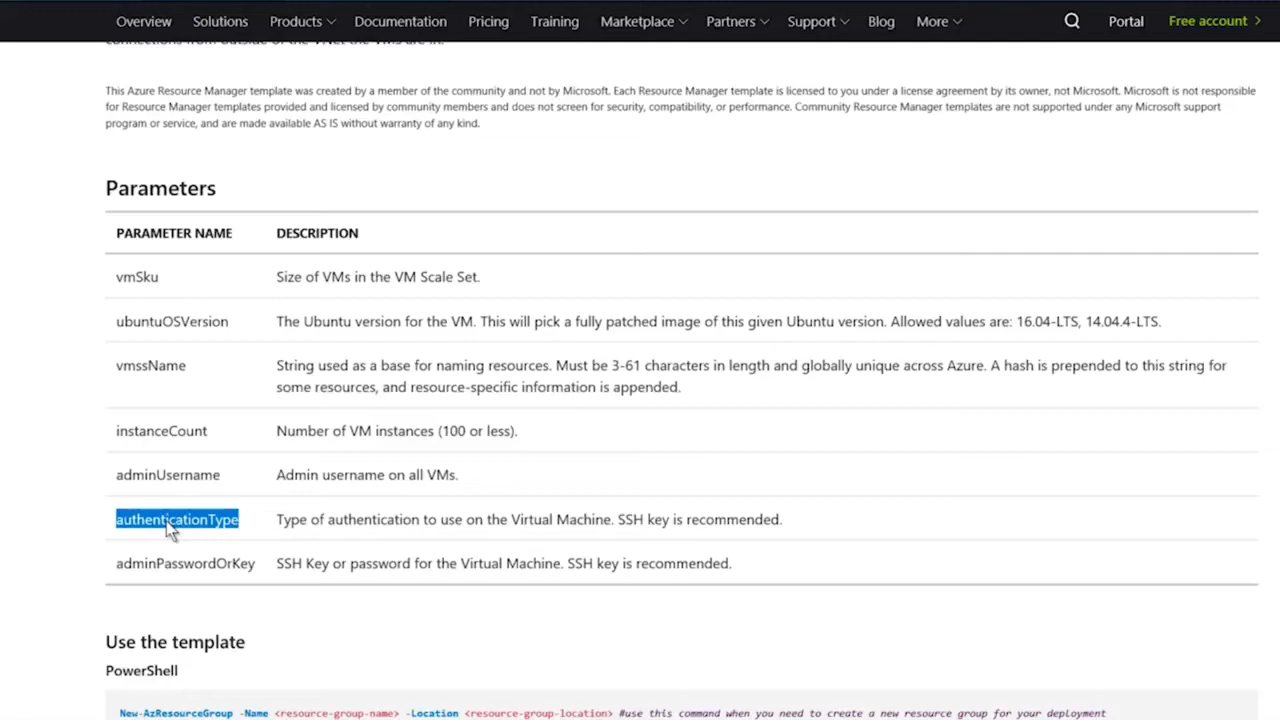 Overview Solutions Products Documentation Pricing Training Marketplace Partners Support Blog More Portal Free account
connections from outside of the VNet the VMs are in.
This Azure Resource Manager template was created by a member of the community and not by Microsoft. Each Resource Manager template is licensed to you under a license agreement by its owner, not Microsoft. Microsoft is not responsible
for Resource Manager templates provided and licensed by community members and does not screen for security, compatibility, or performance. Community Resource Manager templates are not supported under any Microsoft support
program or service, and are made available AS IS without warranty of any kind.
Parameters
PARAMETER NAME DESCRIPTION
vmSku Size of VMs in the VM Scale Set.
ubuntuOSVersion The Ubuntu version for the VM. This will pick a fully patched image of this given Ubuntu version. Allowed values are: 16.04-LTS, 14.04.4-LTS.
vmssName String used as a base for naming resources. Must be 3-61 characters in length and globally unique across Azure. A hash is prepended to this string for
some resources, and resource-specific information is appended.
instanceCount Number of VM instances (100 or less).
adminUsername Admin username on all VMs.
authenticationType Type of authentication to use on the Virtual Machine. SSH key is recommended.
adminPasswordOrKey SSH Key or password for the Virtual Machine. SSH key is recommended.
Use the template
PowerShell
New-AzResourceGroup -Name <resource-group-name> -Location <resource-group-location> #use this command when you need to create a new resource group for your deployment